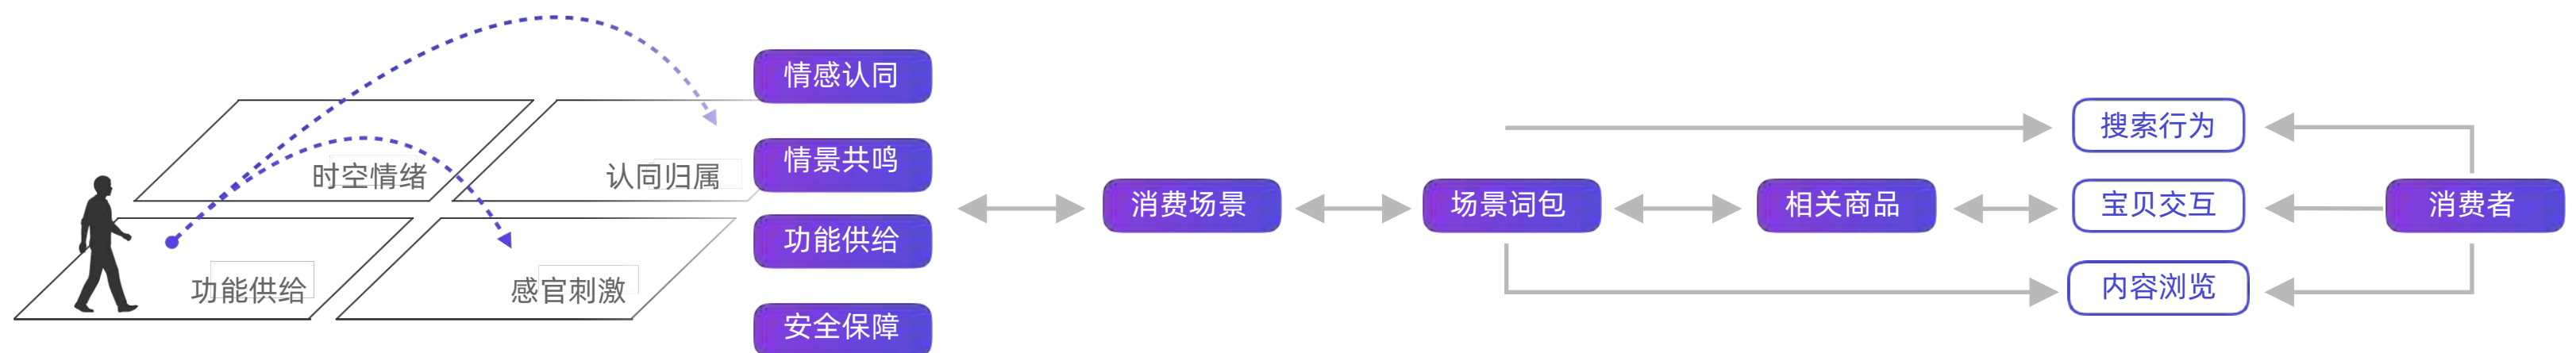 时空情绪
认同归属
功能供给
感官刺激
情感认同
情景共鸣
功能供给
安全保障
消费场景
场景词包
相关商品
搜索行为
宝贝交互
内容浏览
消费者